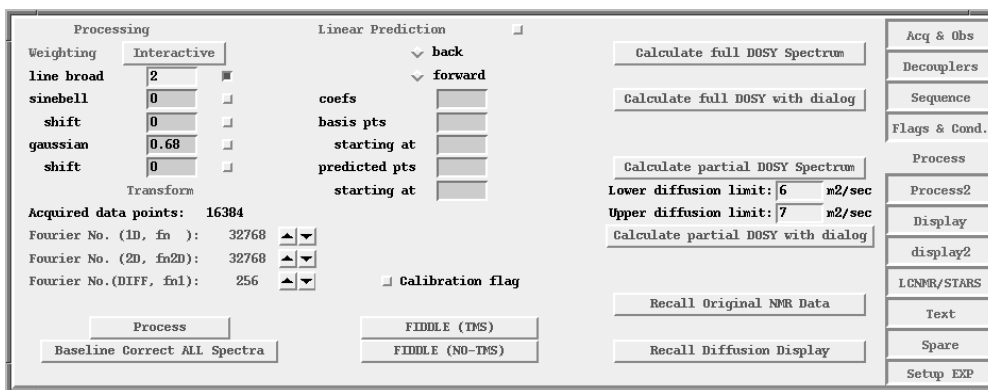 Processing
Weighting Interactive
line broad 2
sinebell 0
shift 0
gaussian 0.68
shift 0
Transform
Acquired data points: 16384
Fourier No. (1D, fn ): 32768
Fourier No. (2D, fn2D): 32768
Fourier No.(DIFF, fn1): 256
Process
Baseline Correct ALL Spectra
Linear Prediction
back
forward
coefs
basis pts
starting at
predicted pts
starting at
Calibration flag
FIDDLE (TMS)
FIDDLE (NO-TMS)
Calculate full DOSY Spectrum
Calculate full DOSY with dialog
Calculate partial DOSY Spectrum
Lower diffusion limit: 6 m2/sec
Upper diffusion limit: 7 m2/sec
Calculate partial DOSY with dialog
Recall Original NMR Data
Recall Diffusion Display
Acq & Obs
Decouplers
Sequence
Flags & Cond.
Process
Process2
Display
display2
LCNMR/STARS
Text
Spare
Setup EXP